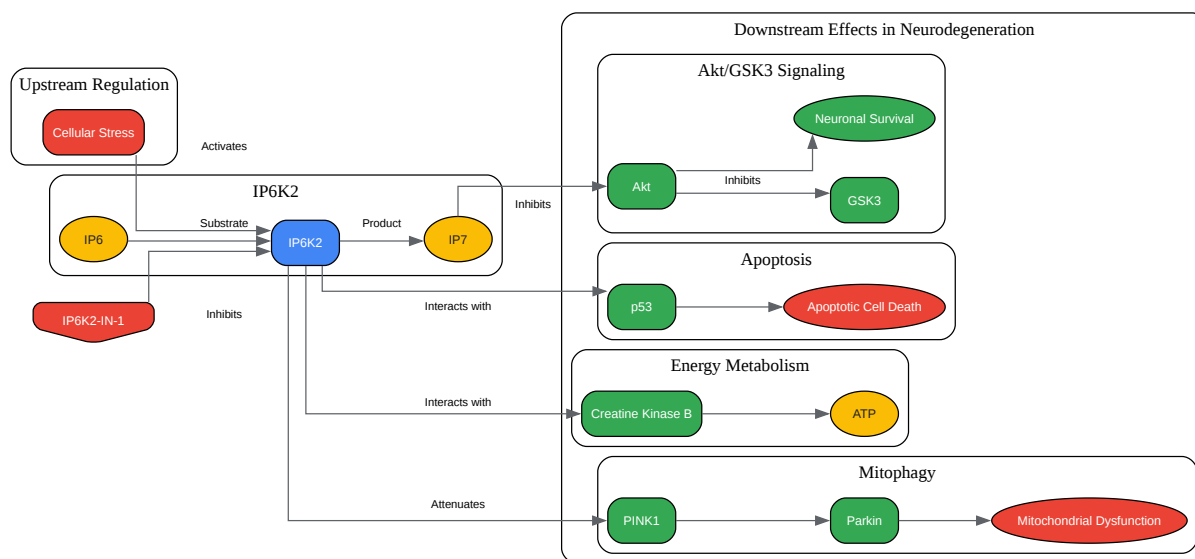 Downstream Effects in Neurodegeneration
Akt/GSK3 Signaling
Upstream Regulation
Neuronal Survival
Cellular Stress
Activates
Inhibits
Akt
IP6K2
GSK3
Inhibits
Substrate
Product
IP6
IP6K2
IP7
Apoptosis
IP6K2-IN-1
Inhibits
Interacts with
p53
Apoptotic Cell Death
Energy Metabolism
Interacts with
Creatine Kinase B
ATP
Mitophagy
Attenuates
PINK1
Parkin
Mitochondrial Dysfunction